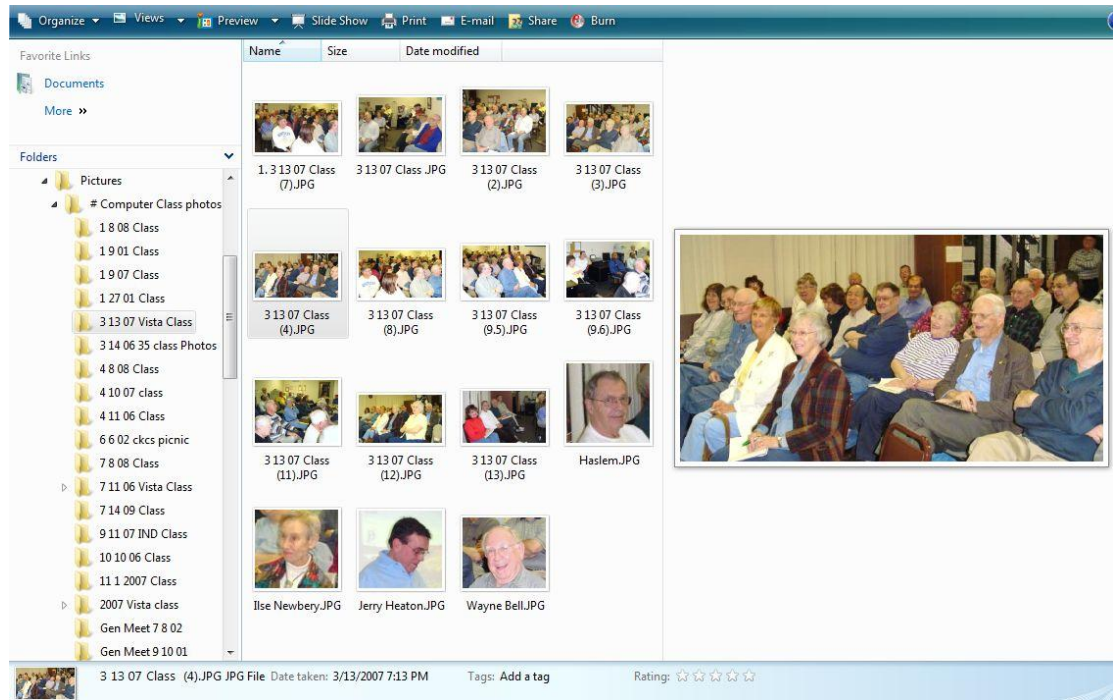 Organize Views Preview Slide Show Print E-mail Share Burn
Favorite Links
Documents
More »
Folders
Pictures
# Computer Class photos
1 8 08 Class
1 9 01 Class
1 9 07 Class
1 27 01 Class
3 13 07 Vista Class
3 14 06 35 class Photos
4 8 08 Class
4 10 07 class
4 11 06 Class
6 6 02 ckcs picnic
7 8 08 Class
7 11 06 Vista Class
7 14 09 Class
9 11 07 IND Class
10 10 06 Class
11 1 2007 Class
2007 Vista class
Gen Meet 7 8 02
Gen Meet 9 10 01
Name Size Date modified
1. 3 13 07 Class (7).JPG
3 13 07 Class .JPG
3 13 07 Class (2).JPG
3 13 07 Class (3).JPG
3 13 07 Class (4).JPG
3 13 07 Class (8).JPG
3 13 07 Class (9.5).JPG
3 13 07 Class (9.6).JPG
3 13 07 Class (11).JPG
3 13 07 Class (12).JPG
3 13 07 Class (13).JPG
Haslem.JPG
Ilse Newbery.JPG
Jerry Heaton.JPG
Wayne Bell.JPG
3 13 07 Class (4).JPG JPG File Date taken: 3/13/2007 7:13 PM Tags: Add a tag Rating: